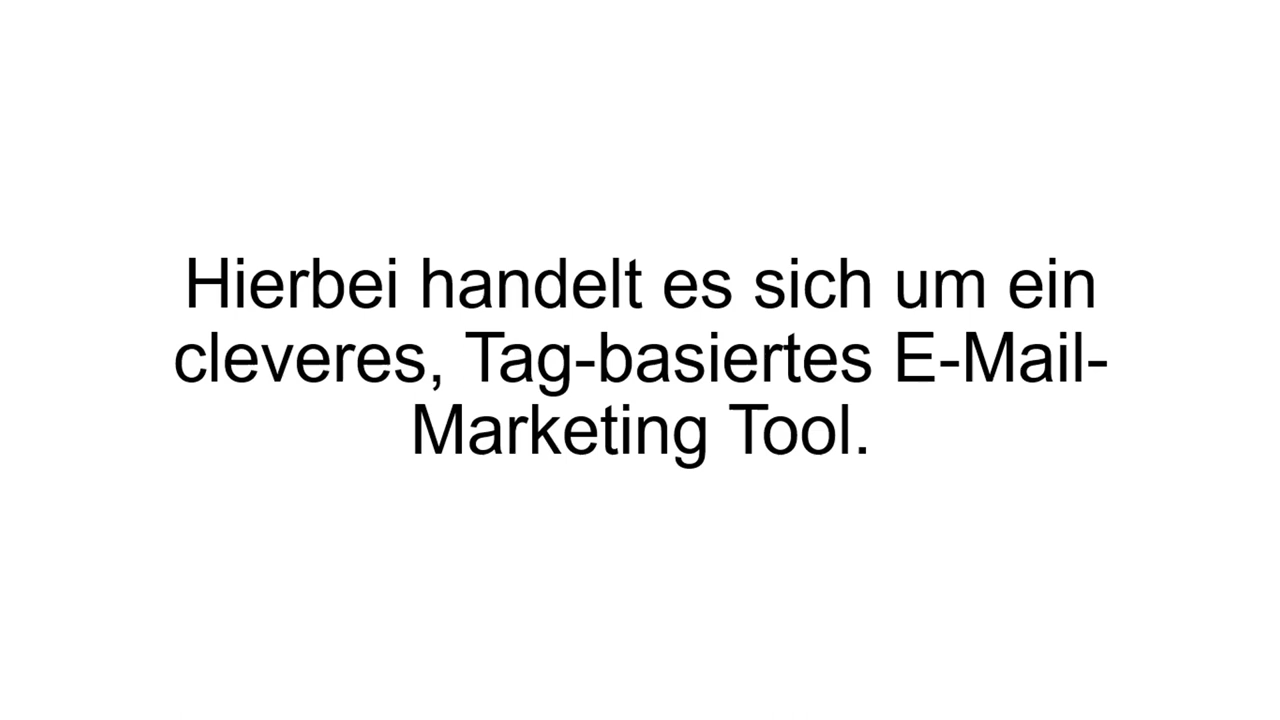 Hierbei handelt es sich um ein
cleveres, Tag-basiertes E-Mail-
Marketing Tool.